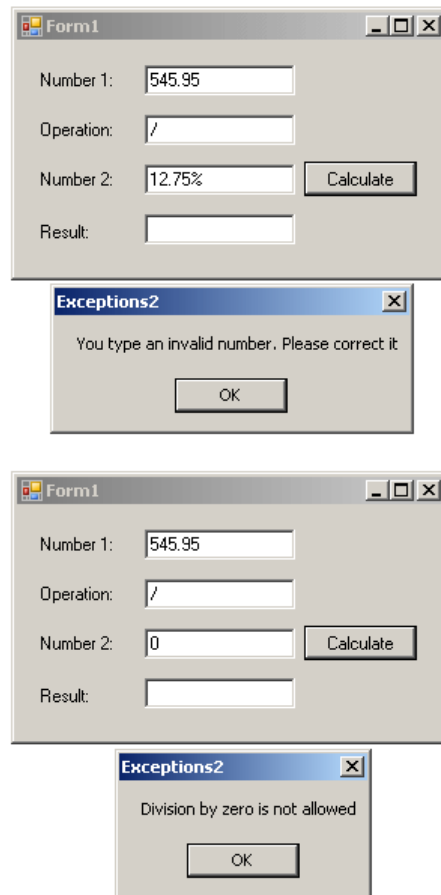 Form1
Number 1: 545.95
Operation: /
Number 2: 12.75% Calculate
Result:
Exceptions2
You type an invalid number. Please correct it
OK
Form1
Number 1: 545.95
Operation: /
Number 2: 0 Calculate
Result:
Exceptions2
Division by zero is not allowed
OK